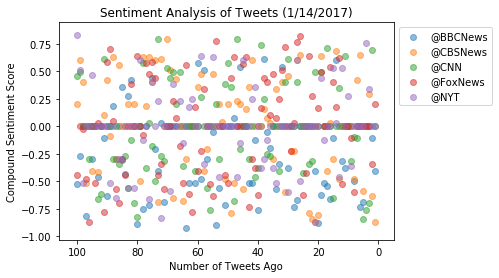 Sentiment Analysis of Tweets (1/14/2017)
Compound Sentiment Score
0.75
0.50
0.25
0.00
−0.25
−0.50
−0.75
−1.00
100
80
60
40
20
0
Number of Tweets Ago
@BBCNews
@CBSNews
@CNN
@FoxNews
@NYT